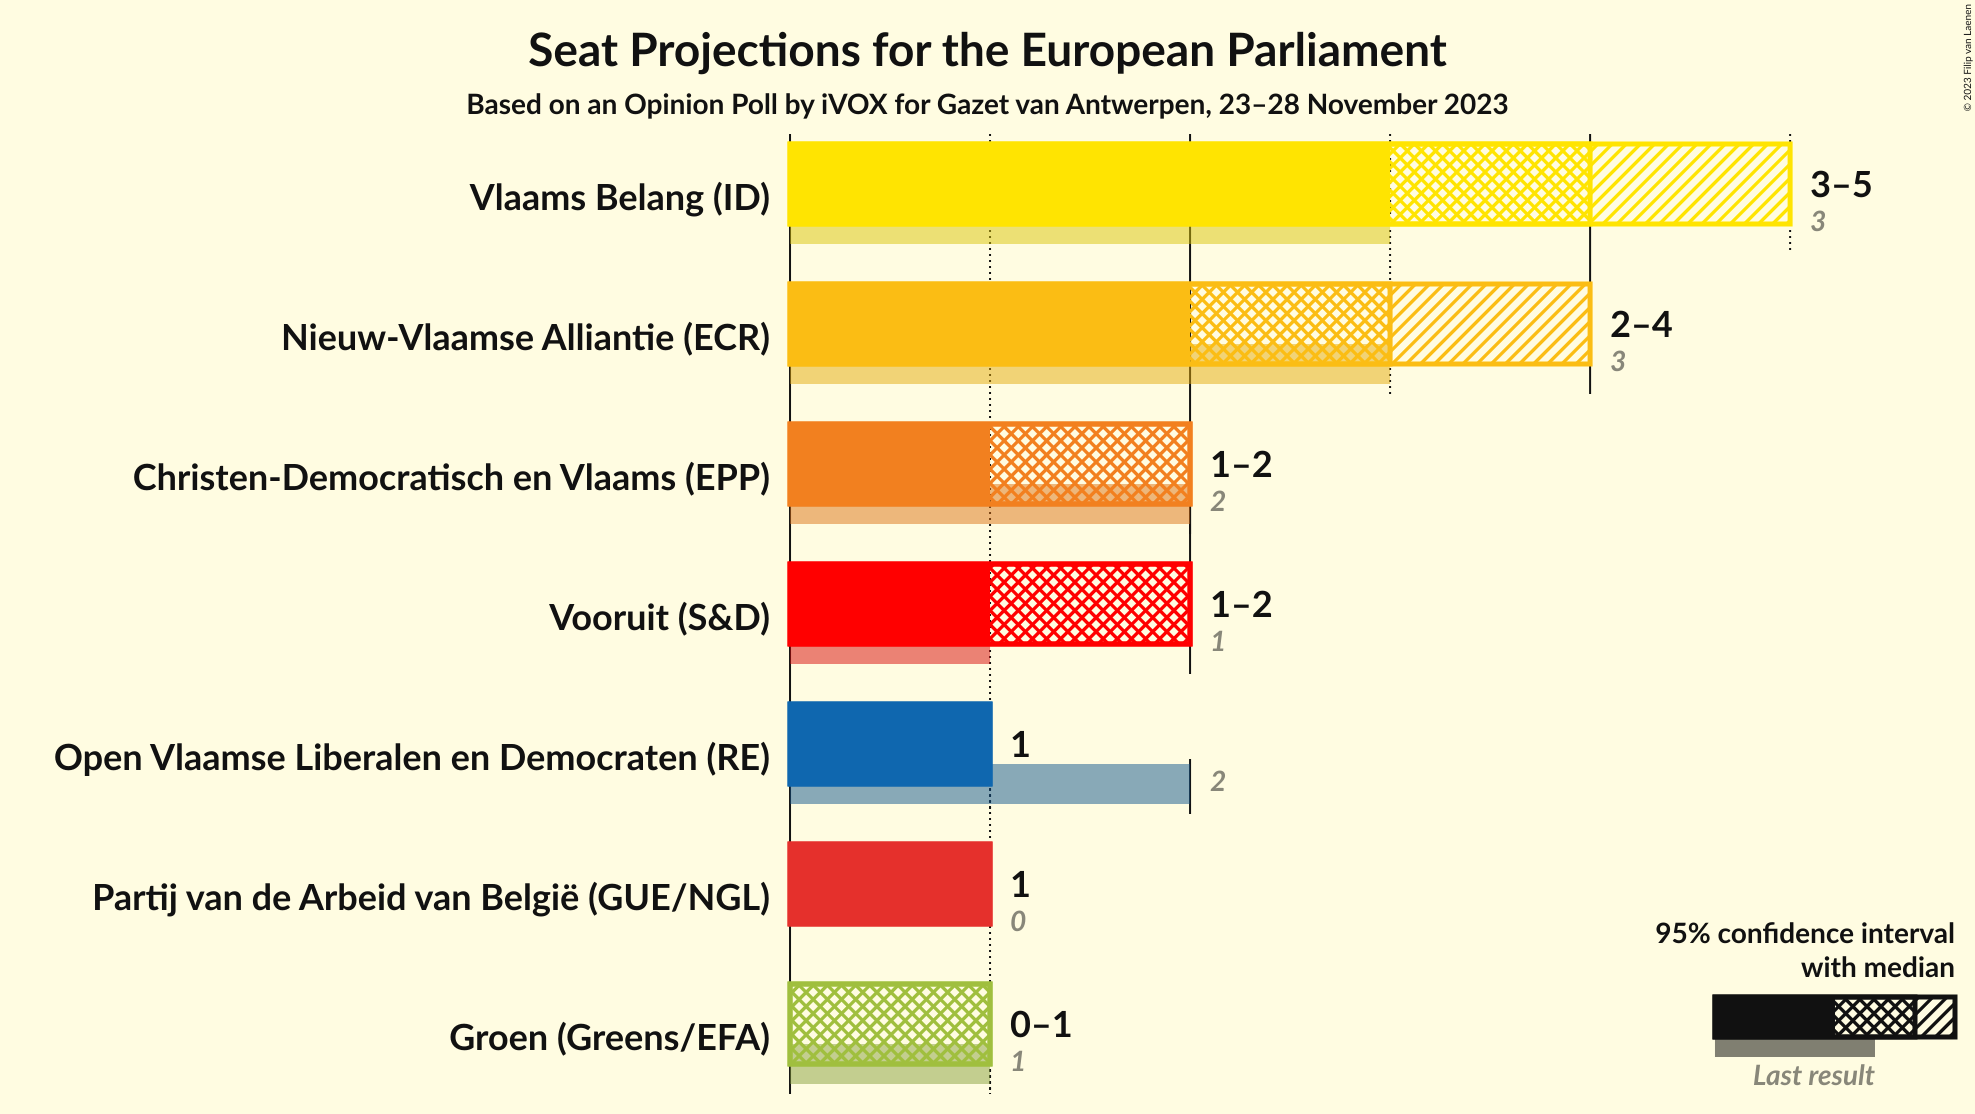 Seat Projections for the European Parliament
Based on an Opinion Poll by iVOX for Gazet van Antwerpen, 23–28 November 2023
© 2023 Filip van Laenen
Vlaams Belang (ID)
3–5
3
Nieuw-Vlaamse Alliantie (ECR)
2–4
3
Christen-Democratisch en Vlaams (EPP)
1–2
2
Vooruit (S&D)
1–2
1
Open Vlaamse Liberalen en Democraten (RE)
1
2
Partij van de Arbeid van België (GUE/NGL)
1
0
Groen (Greens/EFA)
0–1
1
95% confidence interval
with median
Last result